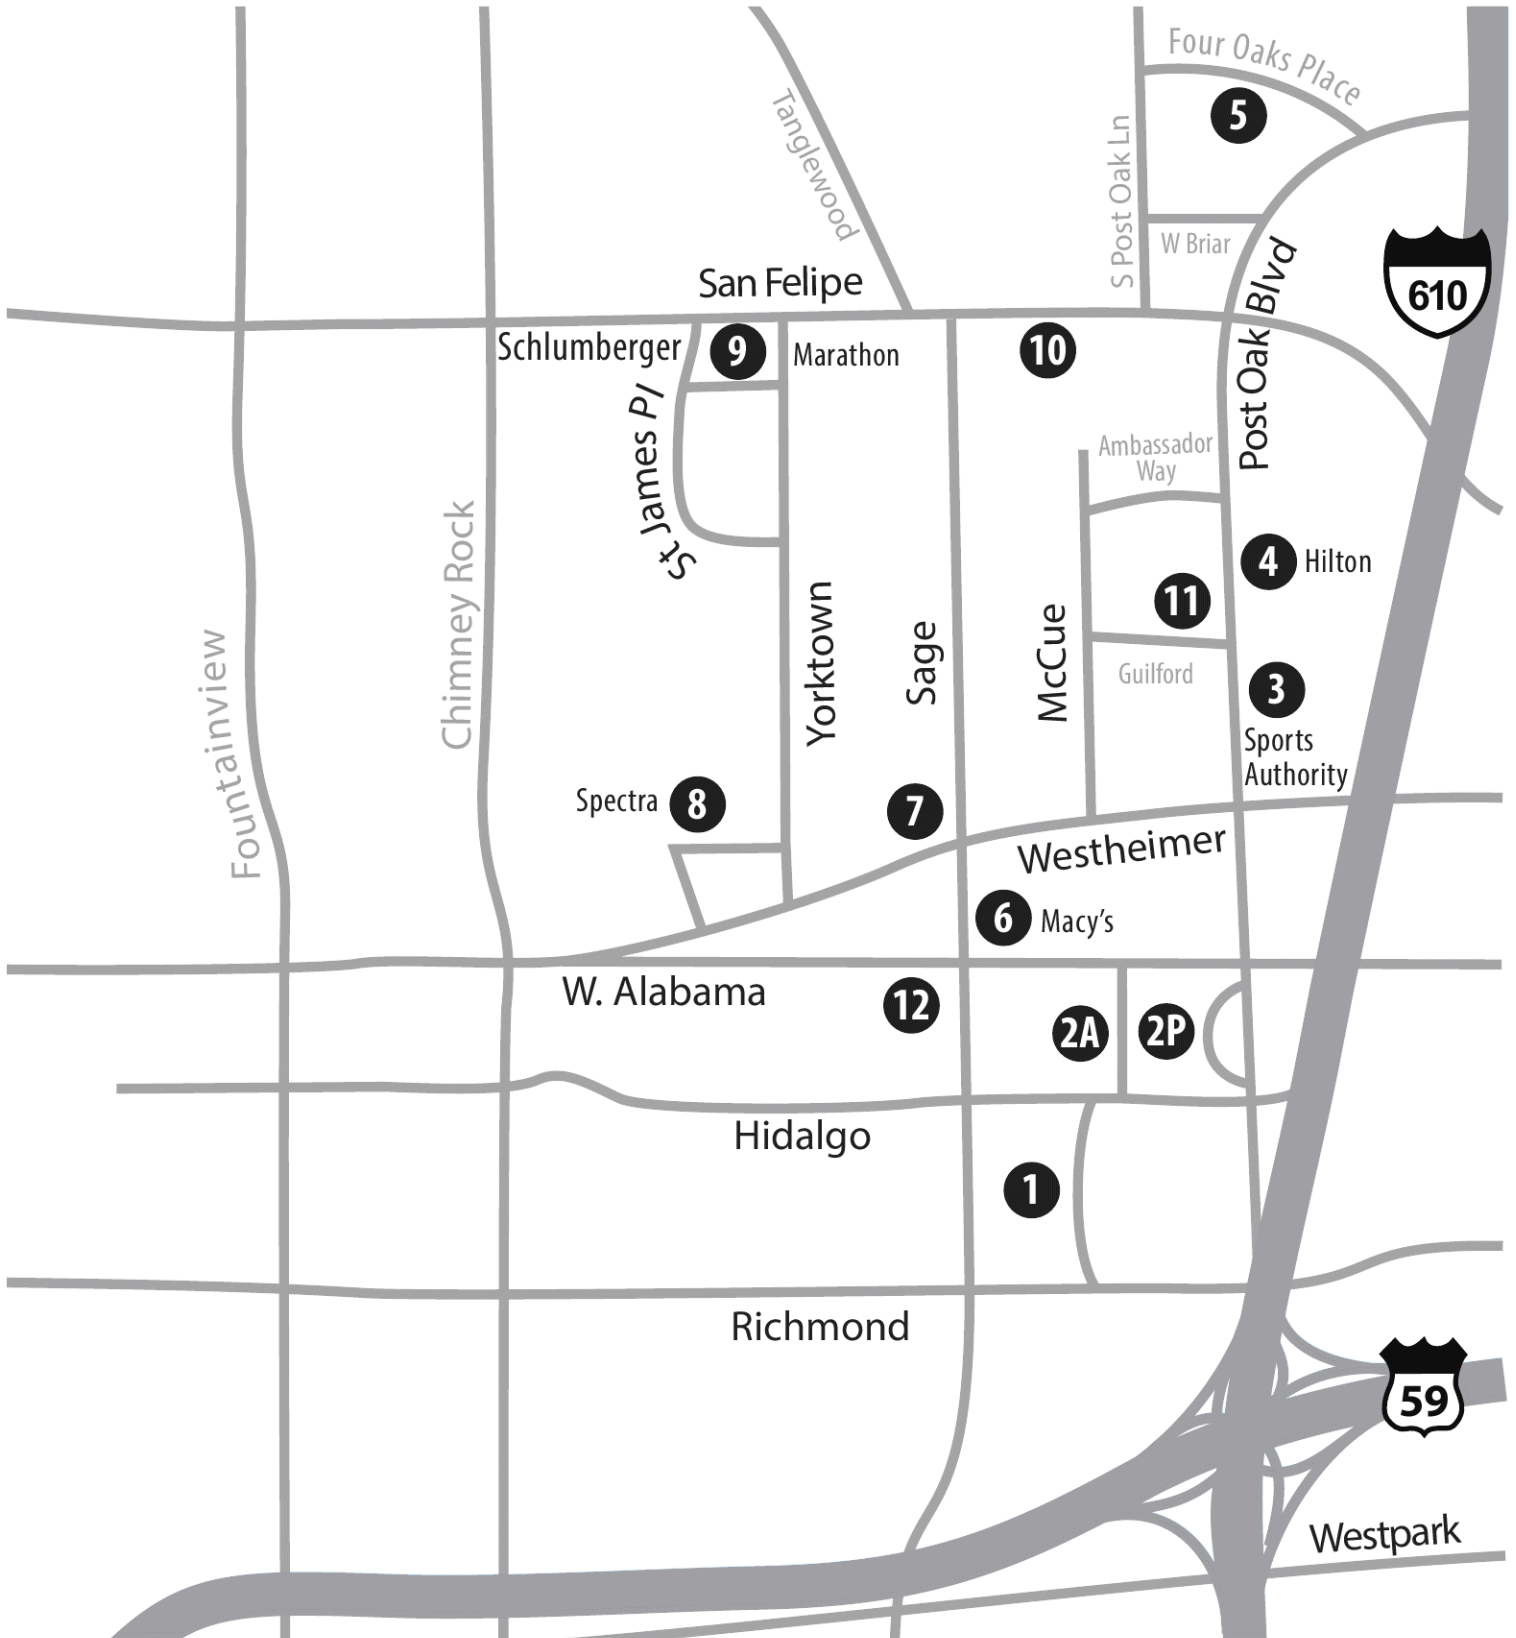 Four Oaks Place
5
Tanglewood
S Post Oak Ln
W Briar
Post Oak Blvd
610
San Felipe
Schlumberger
9
Marathon
10
St James Pl
Ambassador
Way
Chimney Rock
4
Hilton
11
Yorktown
Sage
McCue
Guilford
3
Sports
Authority
Fountainview
Spectra
8
7
Westheimer
6
Macy's
W. Alabama
12
2A
2P
Hidalgo
1
Richmond
59
Westpark